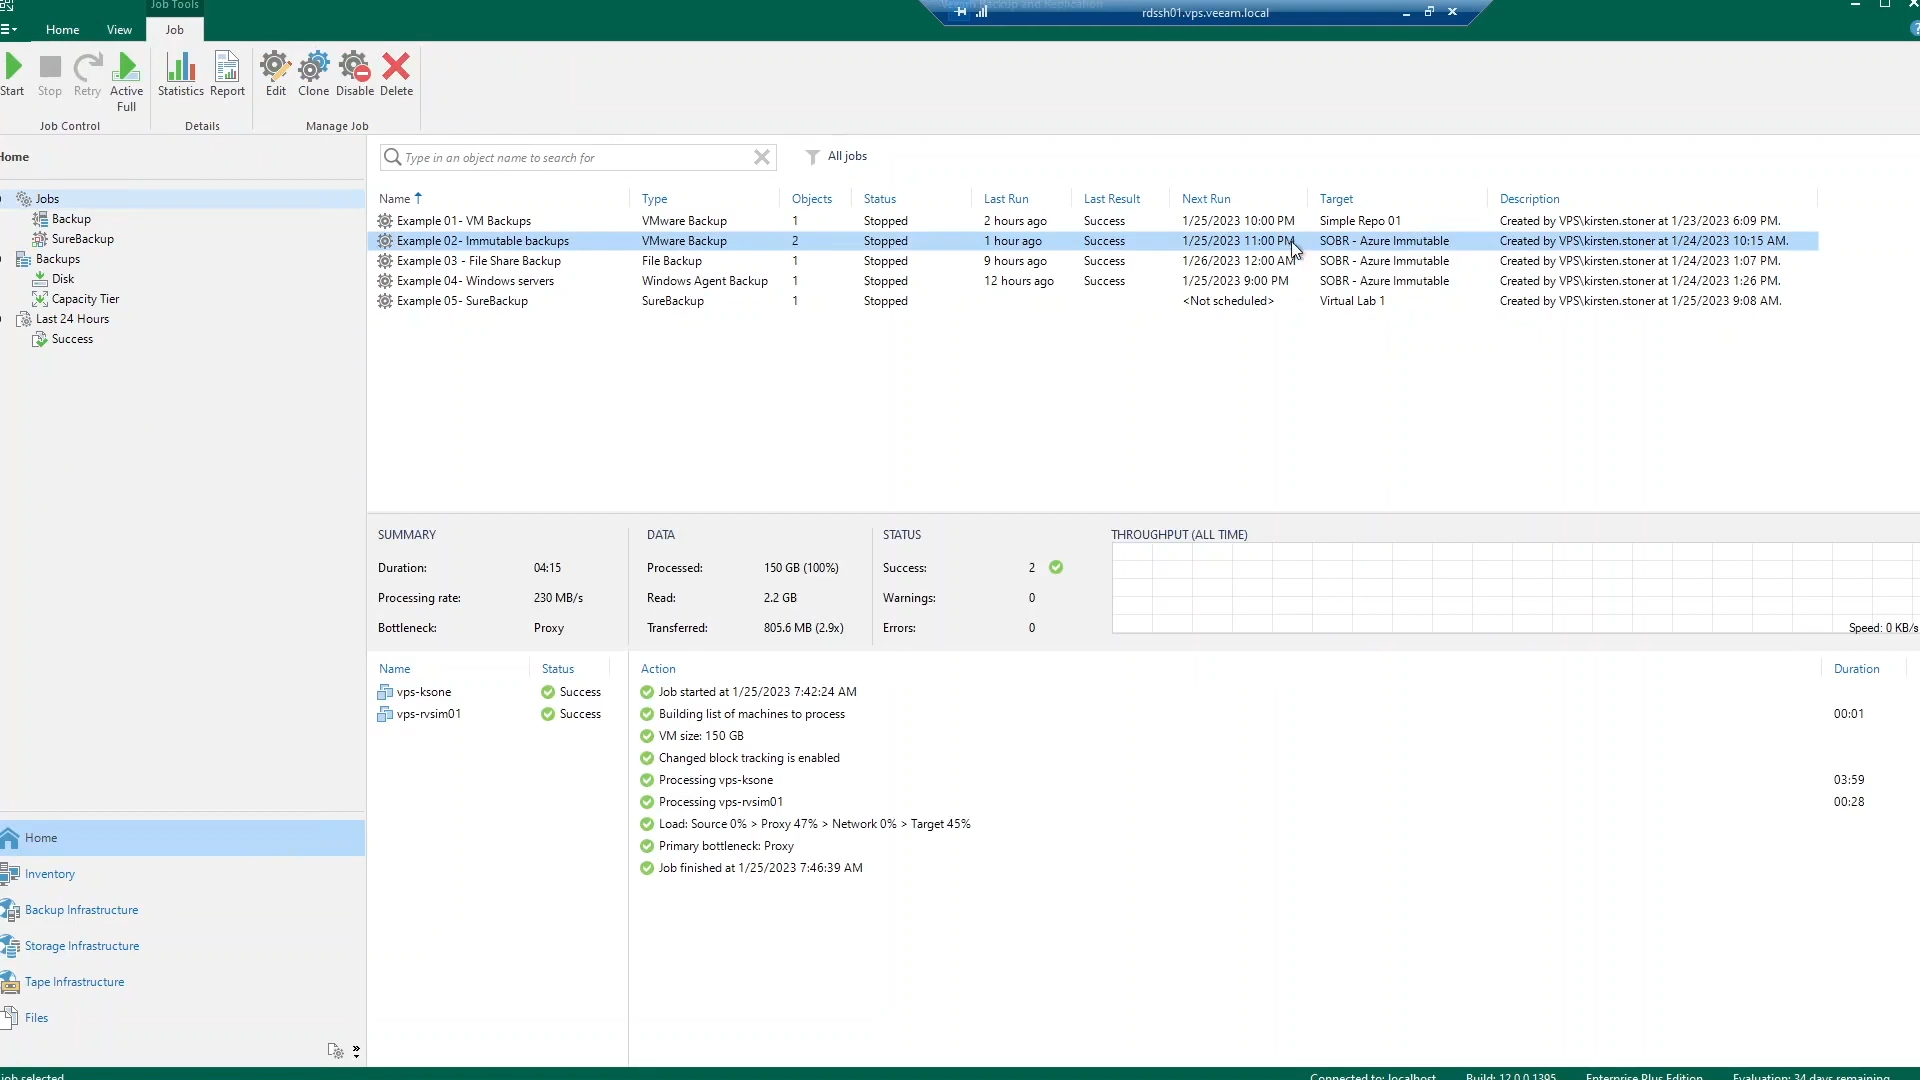 Job Tools
rdssh01.vps.veeam.local
Home View Job
Start Stop Retry Active Full Statistics Report Edit Clone Disable Delete
Job Control Details Manage Job
Home
Type in an object name to search for All jobs
Jobs
Backup
SureBackup
Backups
Disk
Capacity Tier
Last 24 Hours
Success
Name Type Objects Status Last Run Last Result Next Run Target Description
Example 01- VM Backups VMware Backup 1 Stopped 2 hours ago Success 1/25/2023 10:00 PM Simple Repo 01 Created by VPS\kirsten.stoner at 1/23/2023 6:09 PM.
Example 02- Immutable backups VMware Backup 2 Stopped 1 hour ago Success 1/25/2023 11:00 PM SOBR - Azure Immutable Created by VPS\kirsten.stoner at 1/24/2023 10:15 AM.
Example 03 - File Share Backup File Backup 1 Stopped 9 hours ago Success 1/26/2023 12:00 AM SOBR - Azure Immutable Created by VPS\kirsten.stoner at 1/24/2023 1:07 PM.
Example 04- Windows servers Windows Agent Backup 1 Stopped 12 hours ago Success 1/25/2023 9:00 PM SOBR - Azure Immutable Created by VPS\kirsten.stoner at 1/24/2023 1:26 PM.
Example 05- SureBackup SureBackup 1 Stopped <Not scheduled> Virtual Lab 1 Created by VPS\kirsten.stoner at 1/25/2023 9:08 AM.
SUMMARY DATA STATUS THROUGHPUT (ALL TIME)
Duration: 04:15 Processed: 150 GB (100%) Success: 2
Processing rate: 230 MB/s Read: 2.2 GB Warnings: 0
Bottleneck: Proxy Transferred: 805.6 MB (2.9x) Errors: 0 Speed: 0 KB/s
Name Status Action Duration
vps-ksone Success
vps-rvsim01 Success
Job started at 1/25/2023 7:42:24 AM
Building list of machines to process 00:01
VM size: 150 GB
Changed block tracking is enabled
Processing vps-ksone 03:59
Processing vps-rvsim01 00:28
Load: Source 0% > Proxy 47% > Network 0% > Target 45%
Primary bottleneck: Proxy
Job finished at 1/25/2023 7:46:39 AM
Home
Inventory
Backup Infrastructure
Storage Infrastructure
Tape Infrastructure
Files
job selected Connected to: localhost Build: 12.0.0.1395 Enterprise Plus Edition Evaluation: 34 days remaining